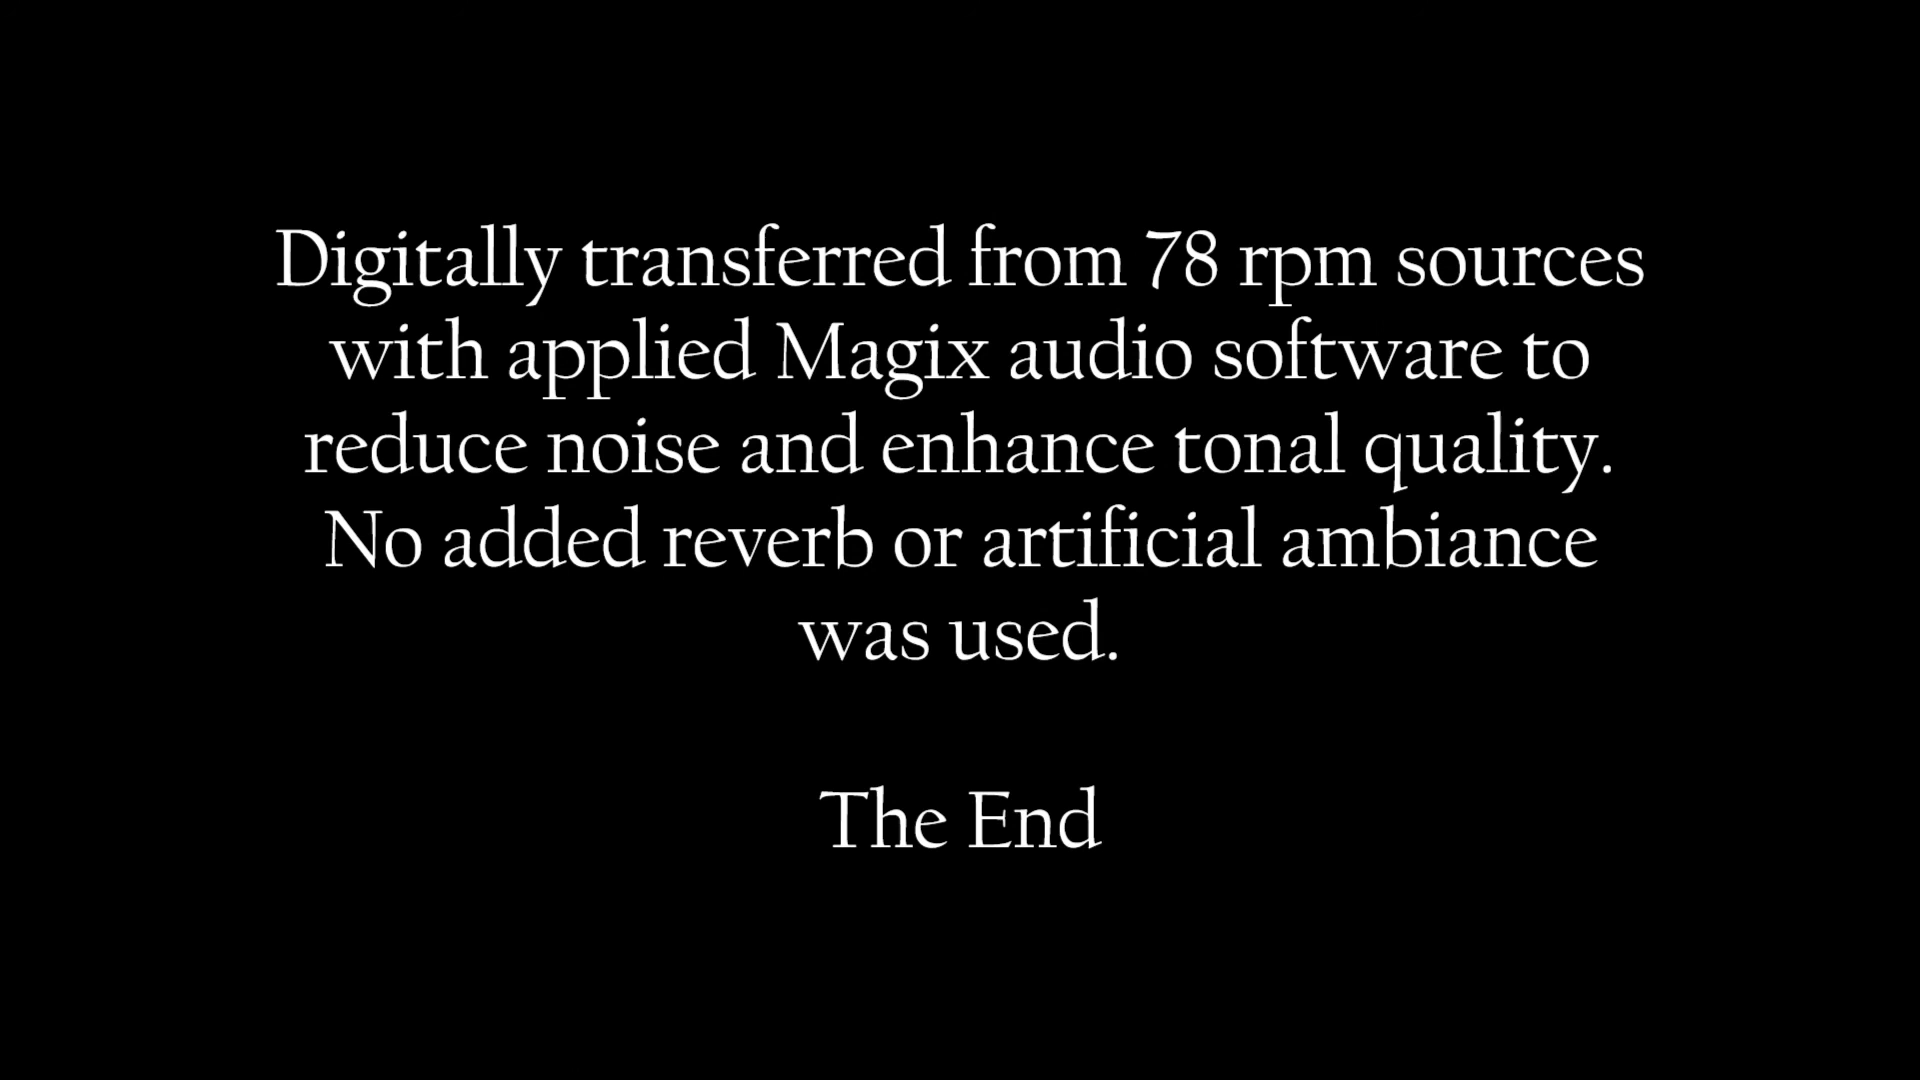 Digitally transferred from 78 rpm sources
with applied Magix audio software to
reduce noise and enhance tonal quality.
No added reverb or artificial ambiance
was used.
The End